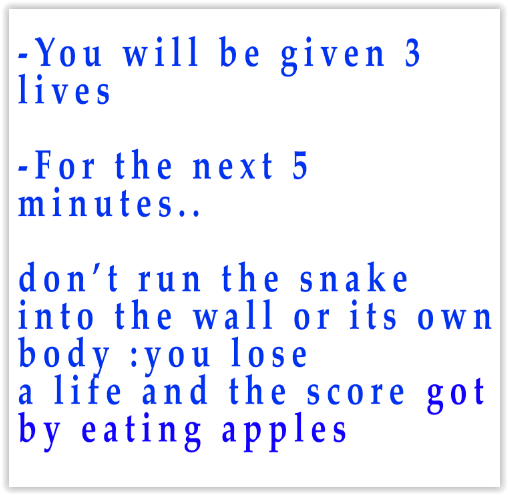 -You will be given 3
lives
-For the next 5
minutes..
don't run the snake
into the wall or its own
body :you lose
a life and the score got
by eating apples